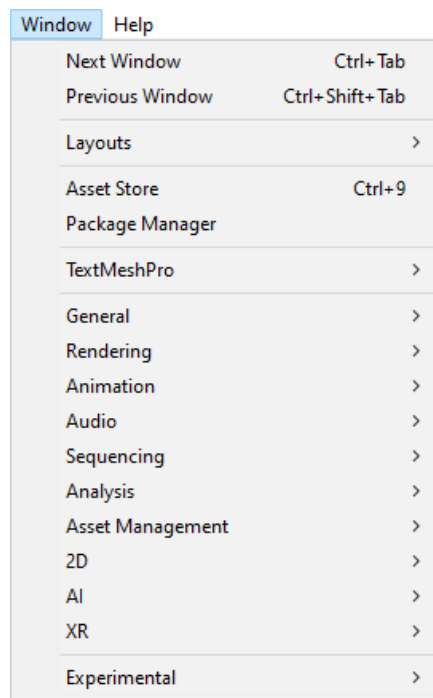 Window Help
Next Window Ctrl+Tab
Previous Window Ctrl+Shift+Tab
Layouts
Asset Store Ctrl+9
Package Manager
TextMeshPro
General
Rendering
Animation
Audio
Sequencing
Analysis
Asset Management
2D
AI
XR
Experimental